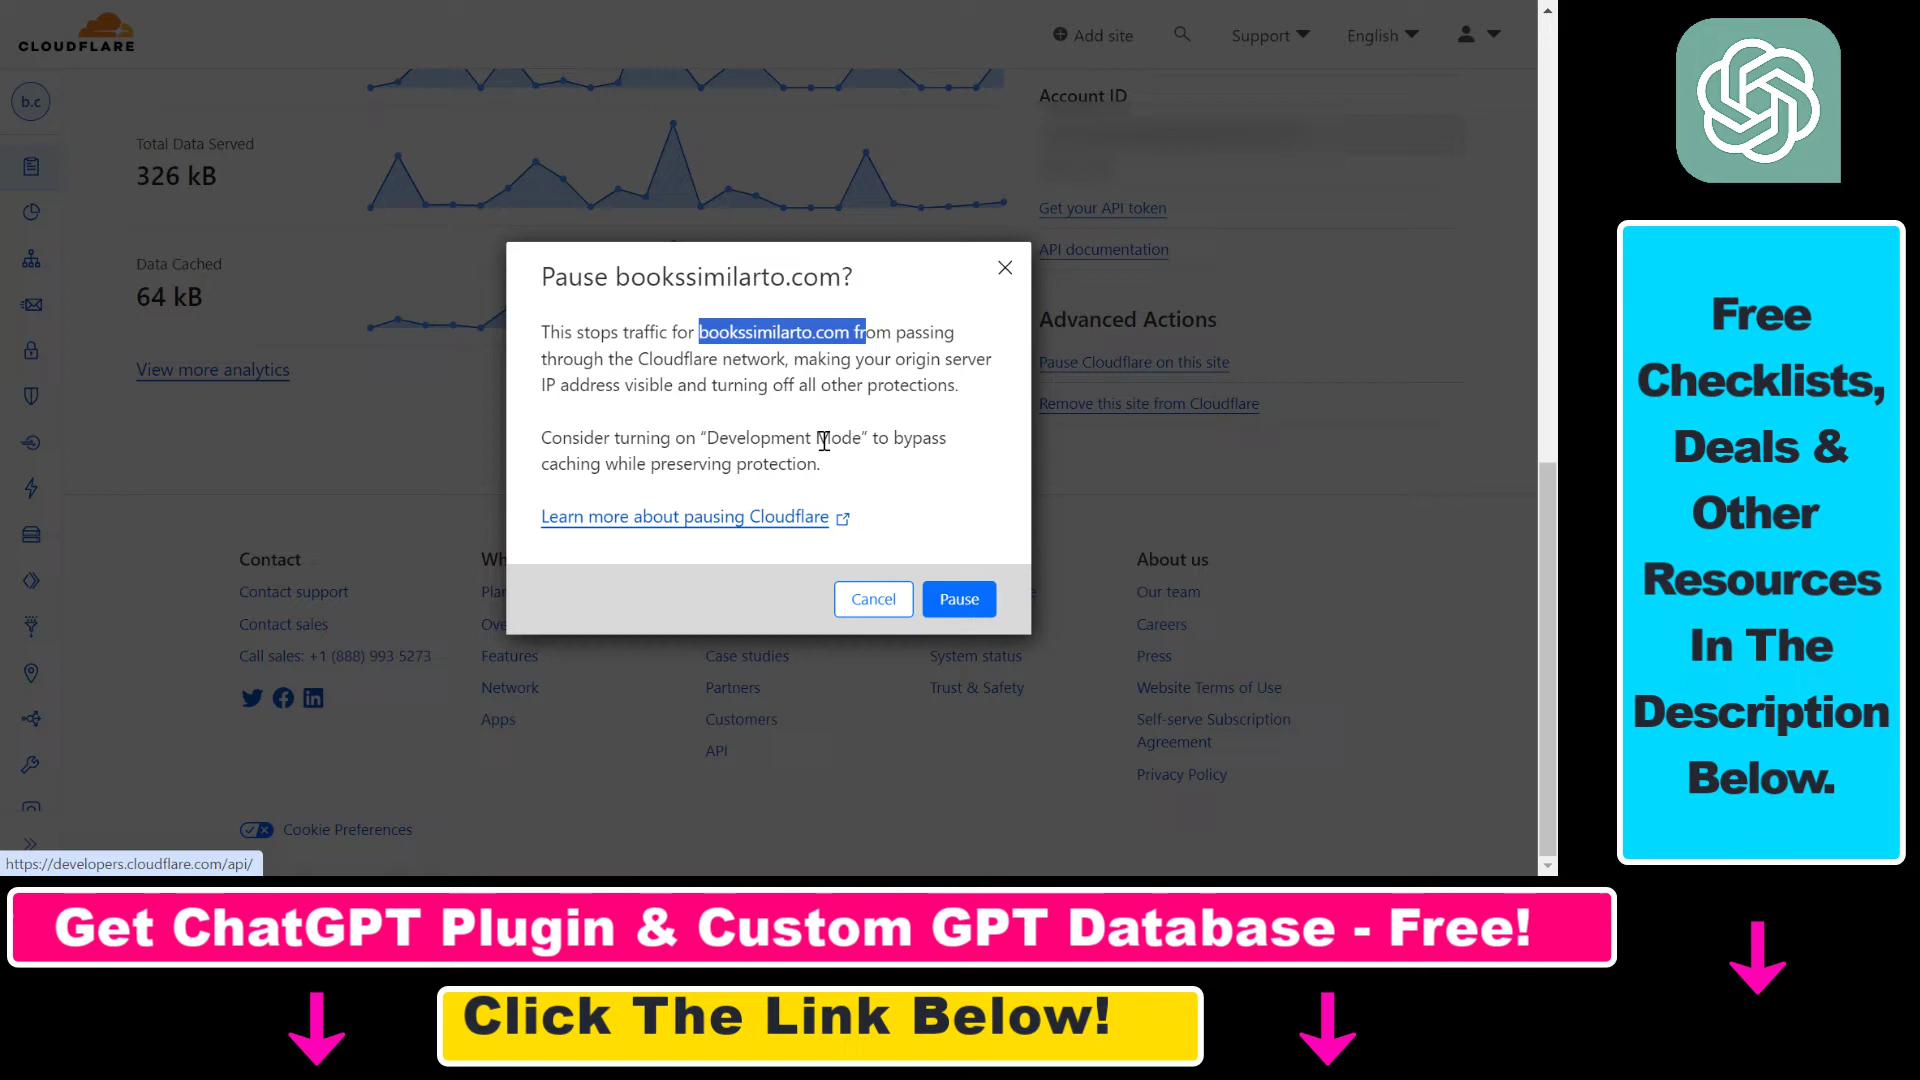 CLOUDFLARE
Add site
Support
English
b.c
Total Data Served
326 kB
Data Cached
64 kB
View more analytics
Account ID
Get your API token
API documentation
Advanced Actions
Pause Cloudflare on this site
Remove this site from Cloudflare
Pause bookssimilarto.com?
This stops traffic for bookssimilarto.com from passing
through the Cloudflare network, making your origin server
IP address visible and turning off all other protections.
Consider turning on “Development Mode” to bypass
caching while preserving protection.
Learn more about pausing Cloudflare
Cancel
Pause
Contact
Contact support
Contact sales
Call sales: +1 (888) 993 5273
Features
Network
Apps
Case studies
Partners
Customers
API
System status
Trust & Safety
About us
Our team
Careers
Press
Website Terms of Use
Self-serve Subscription
Agreement
Privacy Policy
Cookie Preferences
https://developers.cloudflare.com/api/
Free
Checklists,
Deals &
Other
Resources
In The
Description
Below.
Get ChatGPT Plugin & Custom GPT Database - Free!
Click The Link Below!